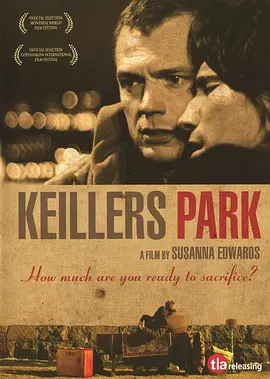 OFFICIAL SELECTION
MONTREAL WORLD
FILM FESTIVAL
OFFICIAL SELECTION
COPENHAGEN INTERNATIONAL
FILM FESTIVAL
KEILLERS PARK
A FILM BY SUSANNA EDWARDS
How much are you ready to sacrifice?
tla releasing